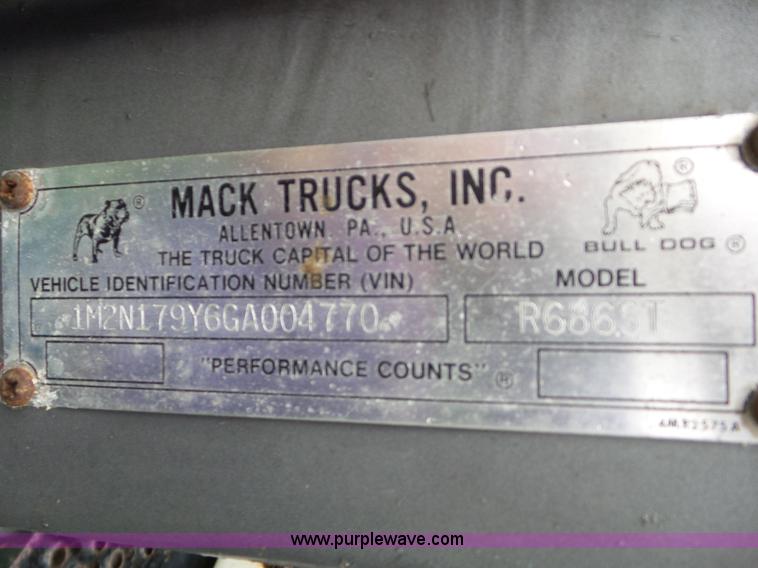 ® MACK TRUCKS, INC. ®
ALLENTOWN, PA., U.S.A.
THE TRUCK CAPITAL OF THE WORLD BULL DOG ®
VEHICLE IDENTIFICATION NUMBER (VIN) MODEL
1M2N179Y6GA004770 R686ST
"PERFORMANCE COUNTS" ®
www.purplewave.com